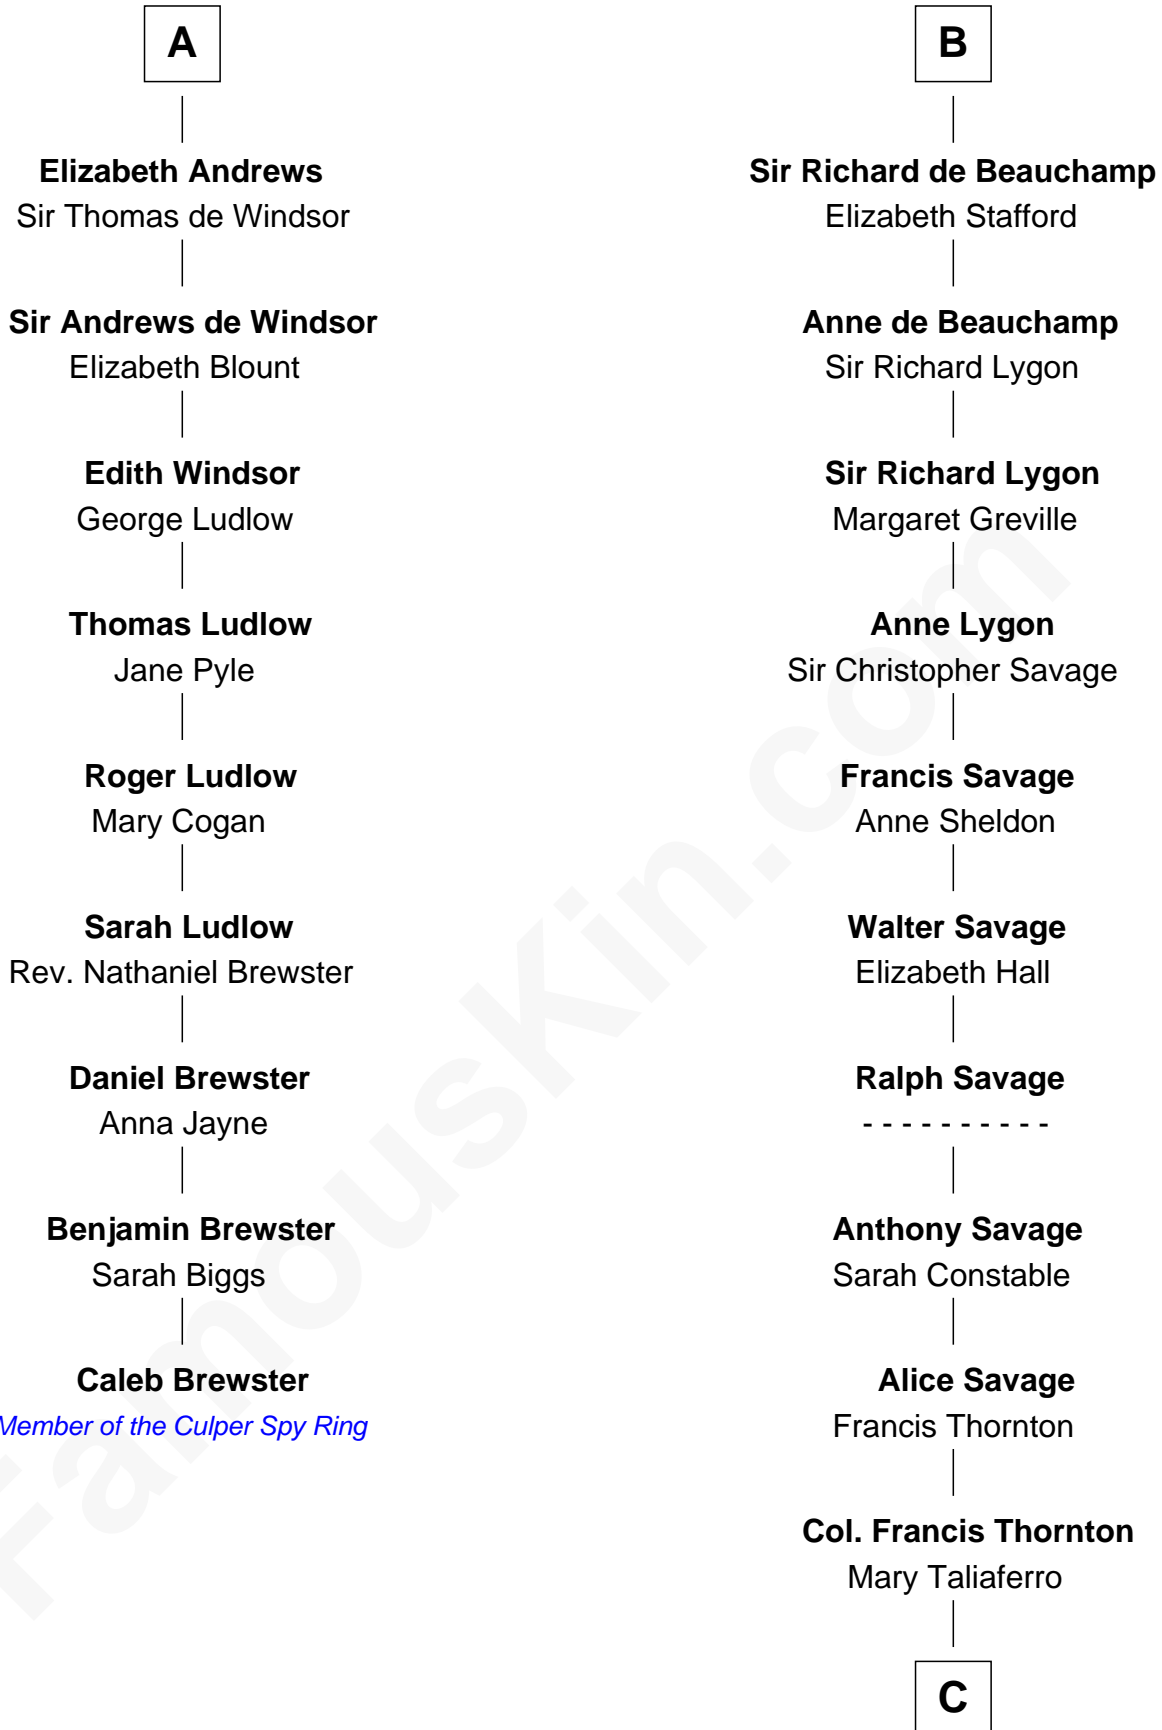 A
Elizabeth Andrews
Sir Thomas de Windsor
Sir Andrews de Windsor
Elizabeth Blount
Edith Windsor
George Ludlow
Thomas Ludlow
Jane Pyle
Roger Ludlow
Mary Cogan
Sarah Ludlow
Rev. Nathaniel Brewster
Daniel Brewster
Anna Jayne
Benjamin Brewster
Sarah Biggs
Caleb Brewster
Member of the Culper Spy Ring
B
Sir Richard de Beauchamp
Elizabeth Stafford
Anne de Beauchamp
Sir Richard Lygon
Sir Richard Lygon
Margaret Greville
Anne Lygon
Sir Christopher Savage
Francis Savage
Anne Sheldon
Walter Savage
Elizabeth Hall
Ralph Savage
- - - - - - - - - -
Anthony Savage
Sarah Constable
Alice Savage
Francis Thornton
Col. Francis Thornton
Mary Taliaferro
C
FamousKin.com